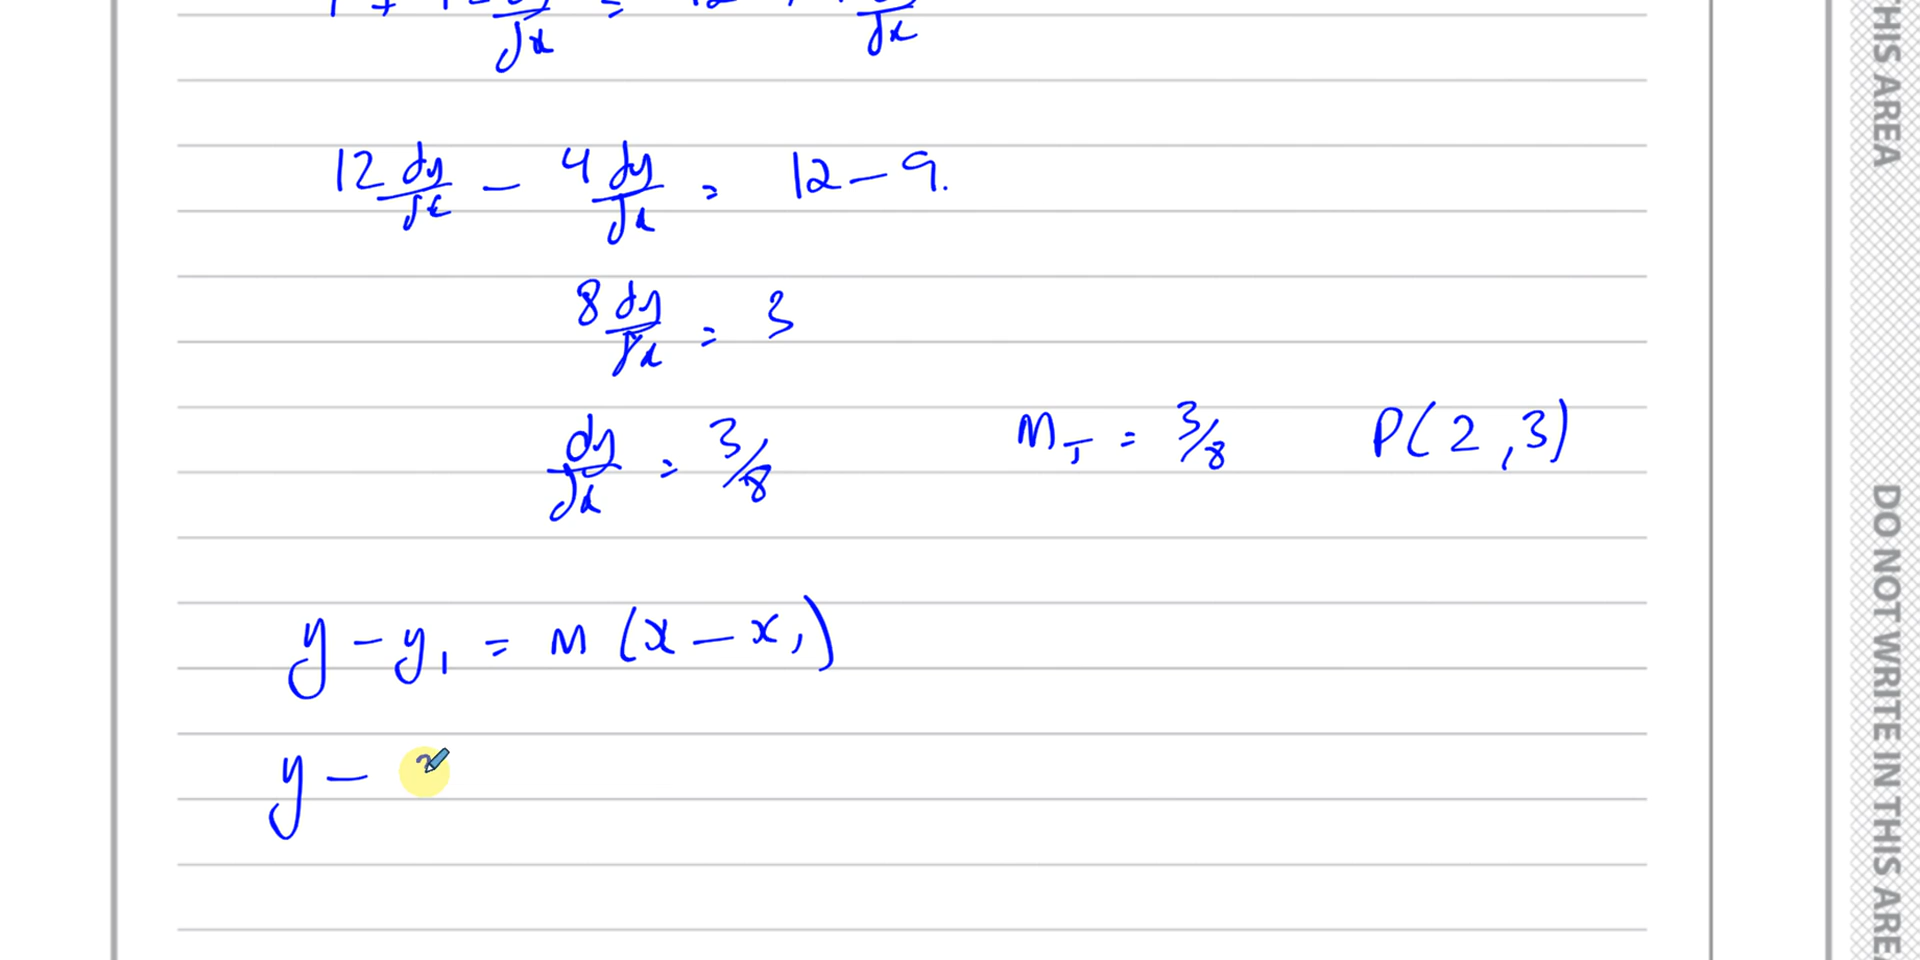 12 dy/dx - 4 dy/dx = 12 - 9.
8 dy/dx = 3
dy/dx = 3/8
M_T = 3/8
P(2,3)
y - y₁ = m (x - x₁)
y -
THIS AREA
DO NOT WRITE IN THIS AREA